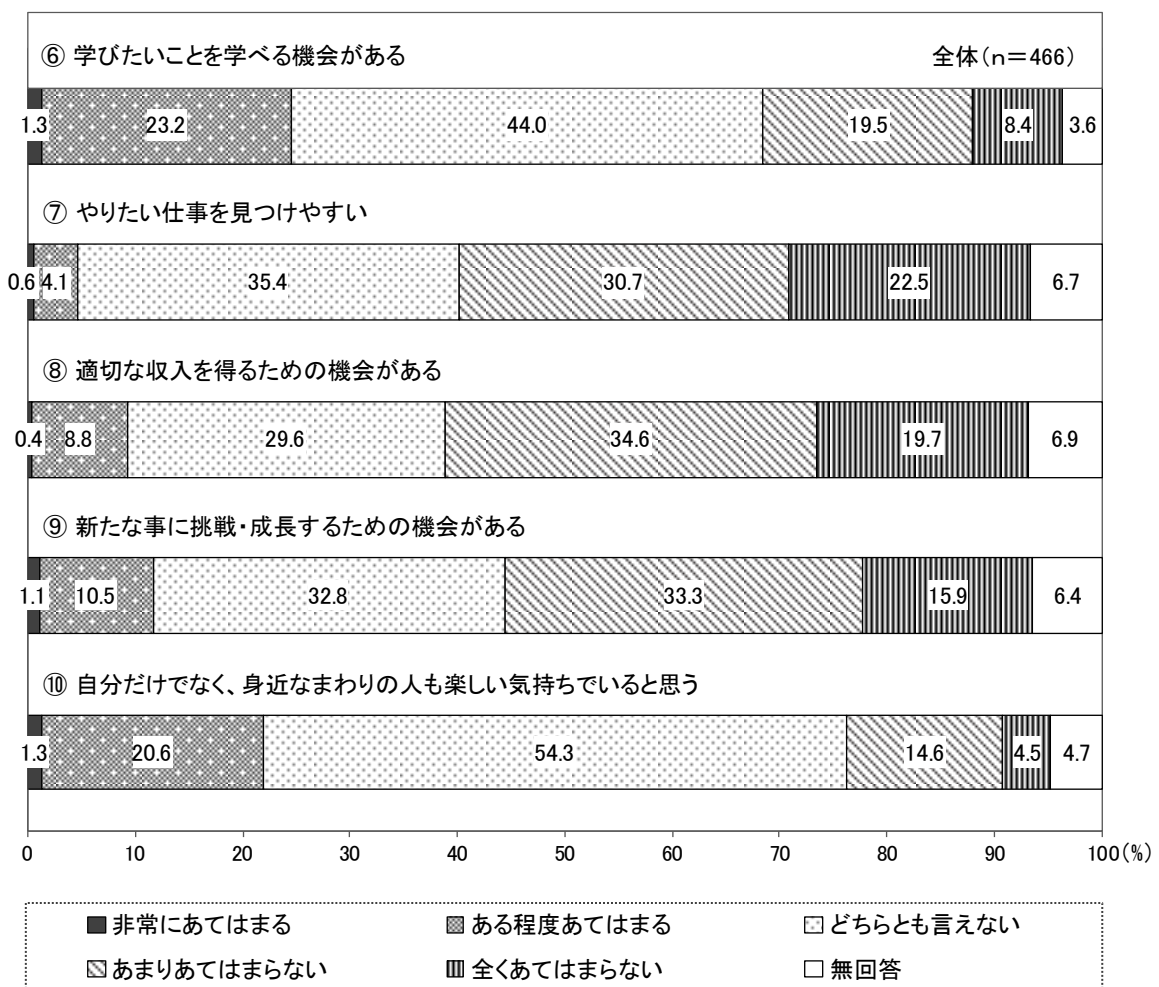 ⑥ 学びたいことを学べる機会がある 全体(n=466)
1.3 23.2 44.0 19.5 8.4 3.6
⑦ やりたい仕事を見つけやすい
0.6 4.1 35.4 30.7 22.5 6.7
⑧ 適切な収入を得るための機会がある
0.4 8.8 29.6 34.6 19.7 6.9
⑨ 新たな事に挑戦・成長するための機会がある
1.1 10.5 32.8 33.3 15.9 6.4
⑩ 自分だけでなく、身近なまわりの人も楽しい気持ちでいると思う
1.3 20.6 54.3 14.6 4.5 4.7
0 10 20 30 40 50 60 70 80 90 100(%)
非常にあてはまる ある程度あてはまる どちらとも言えない
あまりあてはまらない 全くあてはまらない 無回答